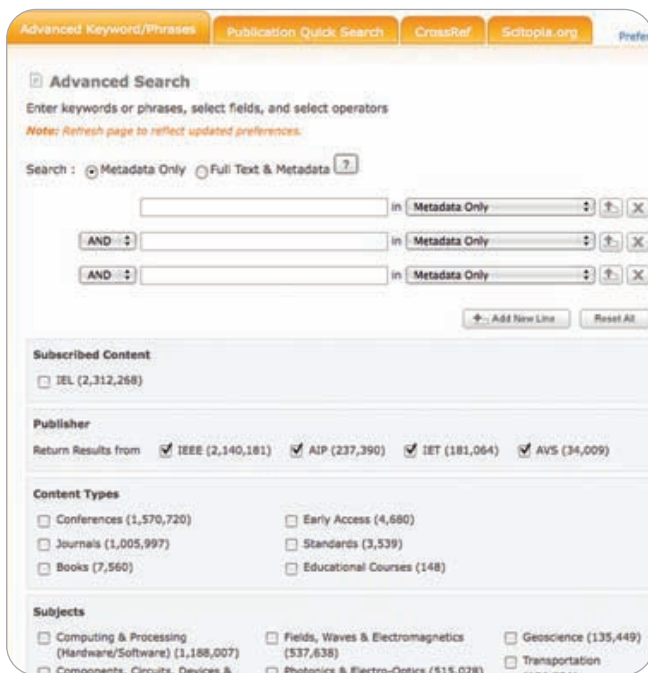 Advanced Keyword/Phrases Publication Quick Search CrossRef Scitopia.org Prefer
Advanced Search
Enter keywords or phrases, select fields, and select operators
Note: Refresh page to reflect updated preferences.
Search : Metadata Only Full Text & Metadata ?
in Metadata Only
AND in Metadata Only
AND in Metadata Only
Add New Line Reset All
Subscribed Content
IEL (2,312,268)
Publisher
Return Results from IEEE (2,140,181) AIP (237,390) IET (181,064) AVS (34,009)
Content Types
Conferences (1,570,720) Early Access (4,680)
Journals (1,005,997) Standards (3,539)
Books (7,560) Educational Courses (148)
Subjects
Computing & Processing Fields, Waves & Electromagnetics Geoscience (135,449)
(Hardware/Software) (1,188,007) (537,638) Transportation
Components, Circuits, Devices & Photonics & Electro-Optics (515,028)